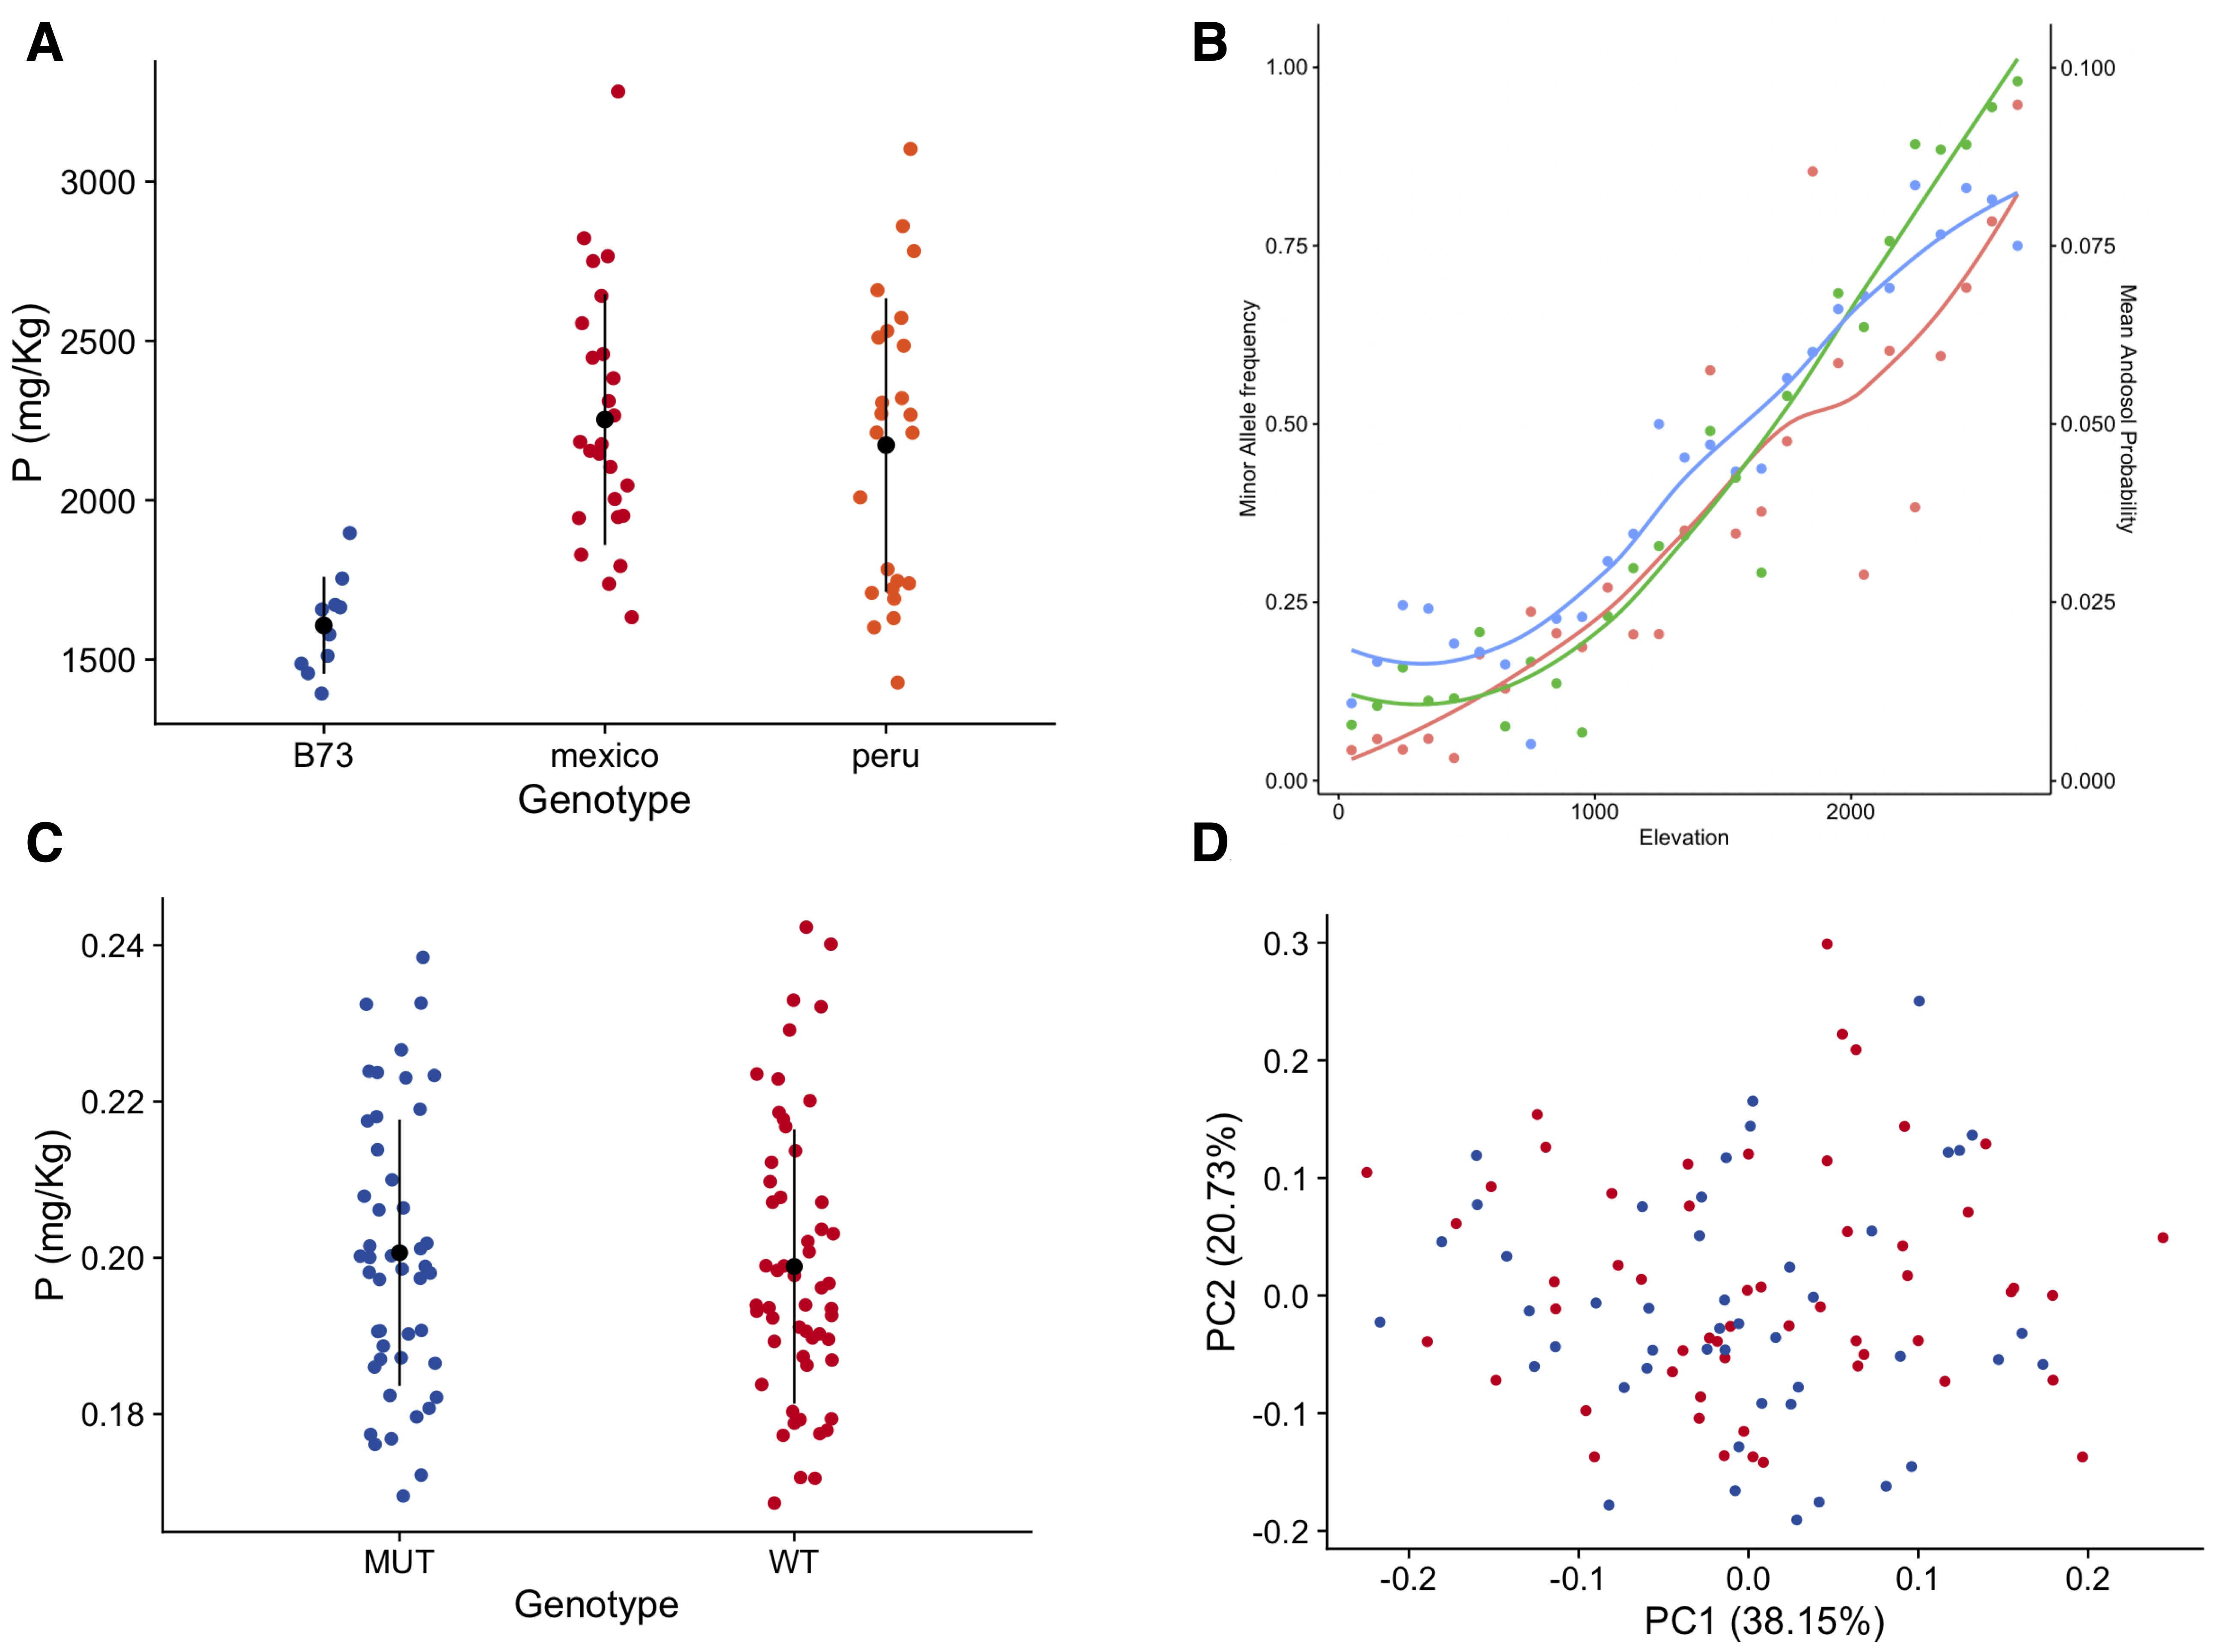 A
P (mg/Kg)
3000
2500
2000
1500
B73
mexico
peru
Genotype
B
Minor Allele frequency
1.00
0.75
0.50
0.25
0.00
0.100
0.075
0.050
0.025
0.000
Mean Andosol Probability
0
1000
2000
Elevation
C
P (mg/Kg)
0.24
0.22
0.20
0.18
MUT
WT
Genotype
D
PC2 (20.73%)
0.3
0.2
0.1
0.0
-0.1
-0.2
-0.2
-0.1
0.0
0.1
0.2
PC1 (38.15%)